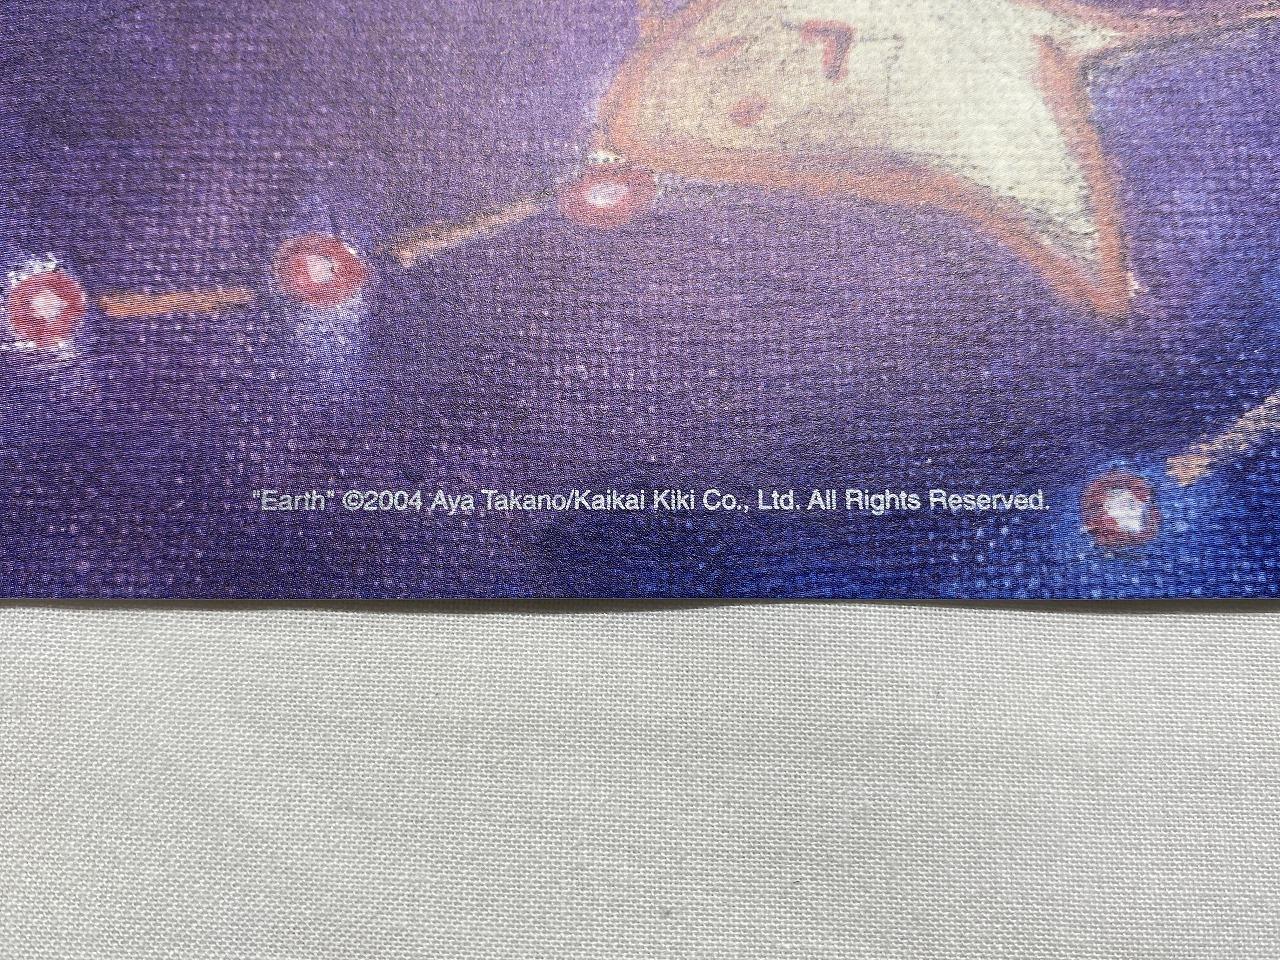 "Earth" ©2004 Aya Takano/Kaikai Kiki Co., Ltd. All Rights Reserved.